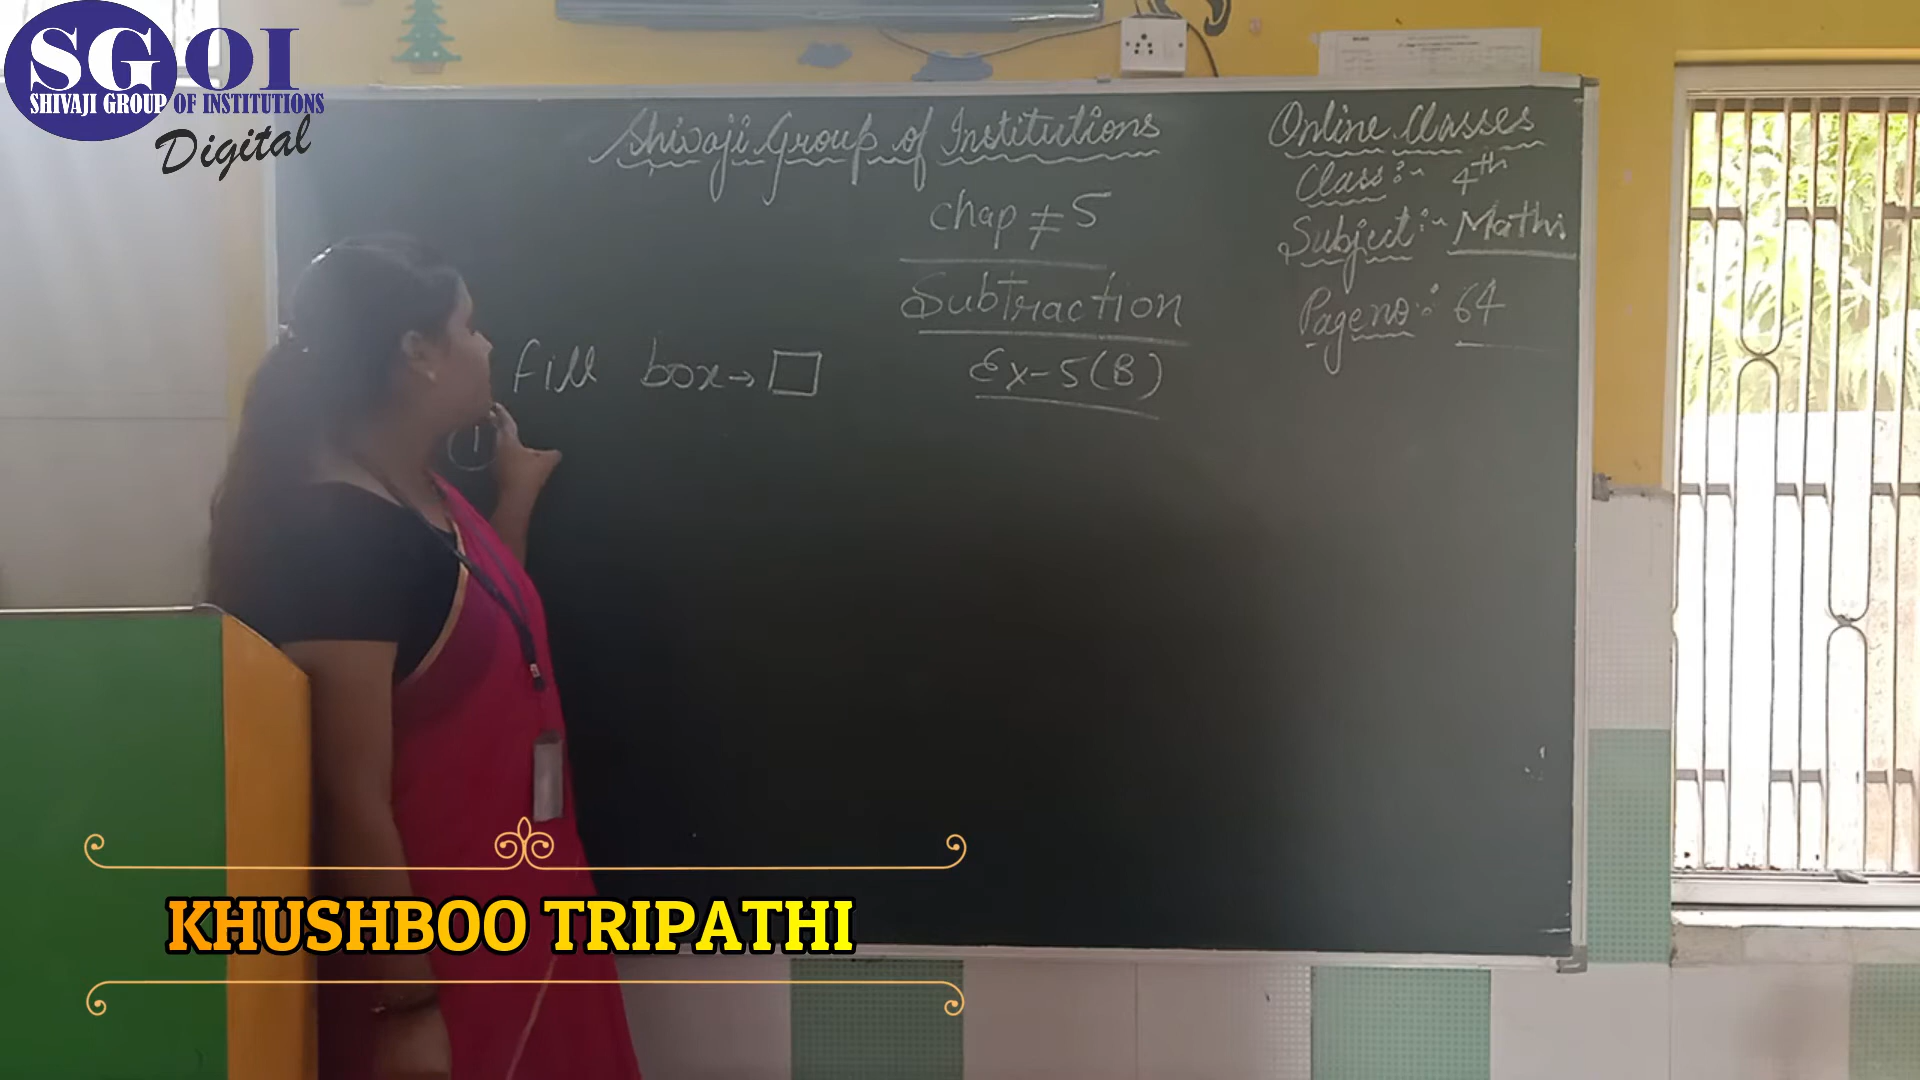 SGOI
SHIVAJI GROUP OF INSTITUTIONS
Digital
Shivaji Group of Institutions
Online Classes
Class:- 4th
chap ≠ 5
Subject:- Maths
Subtraction
Page no:- 64
Fill box → □
Ex-5(B)
1
KHUSHBOO TRIPATHI